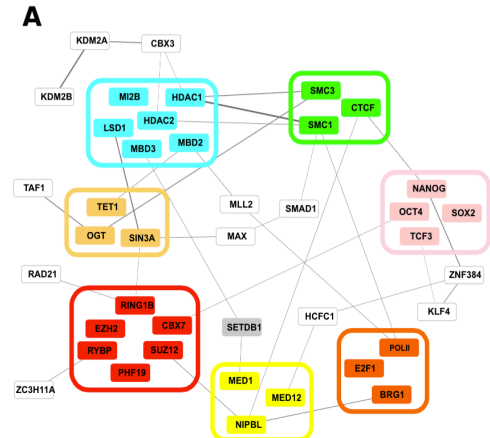 A
KDM2A
CBX3
KDM2B
MI2B
HDAC1
SMC3
CTCF
LSD1
HDAC2
SMC1
MBD3
MBD2
TAF1
TET1
MLL2
SMAD1
NANOG
OCT4
SOX2
OGT
SIN3A
MAX
TCF3
RAD21
ZNF384
RING1B
KLF4
EZH2
CBX7
SETDB1
HCFC1
RYBP
SUZ12
POLII
PHF19
E2F1
ZC3H11A
MED1
MED12
BRG1
NIPBL